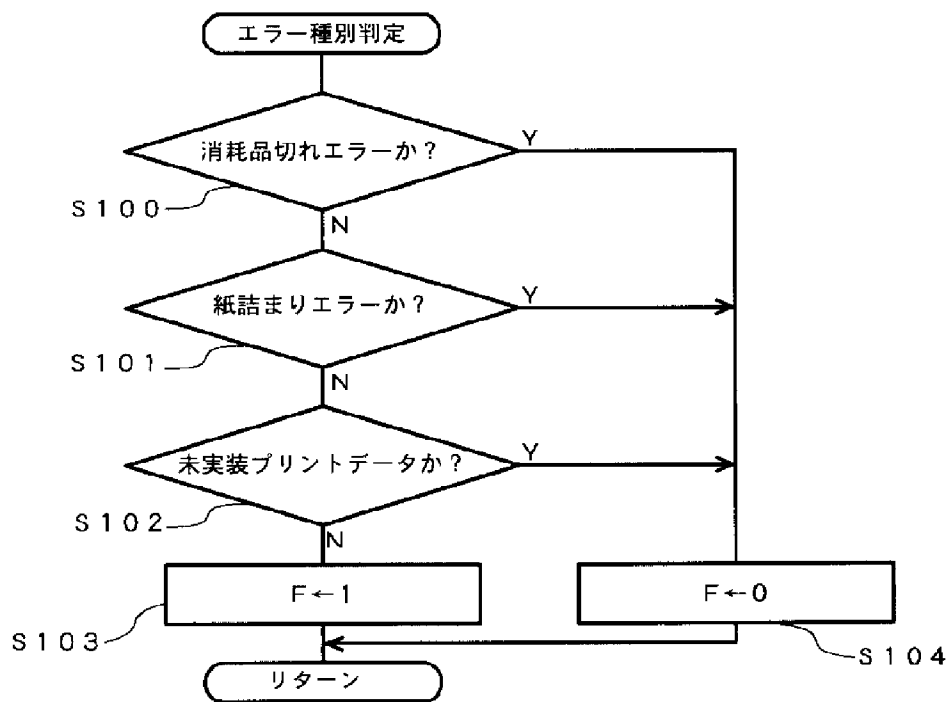 エラー種別判定
消耗品切れエラーか？
Y
S100
N
紙詰まりエラーか？
Y
S101
N
未実装プリントデータか？
Y
S102
N
F←1
F←0
S103
S104
リターン